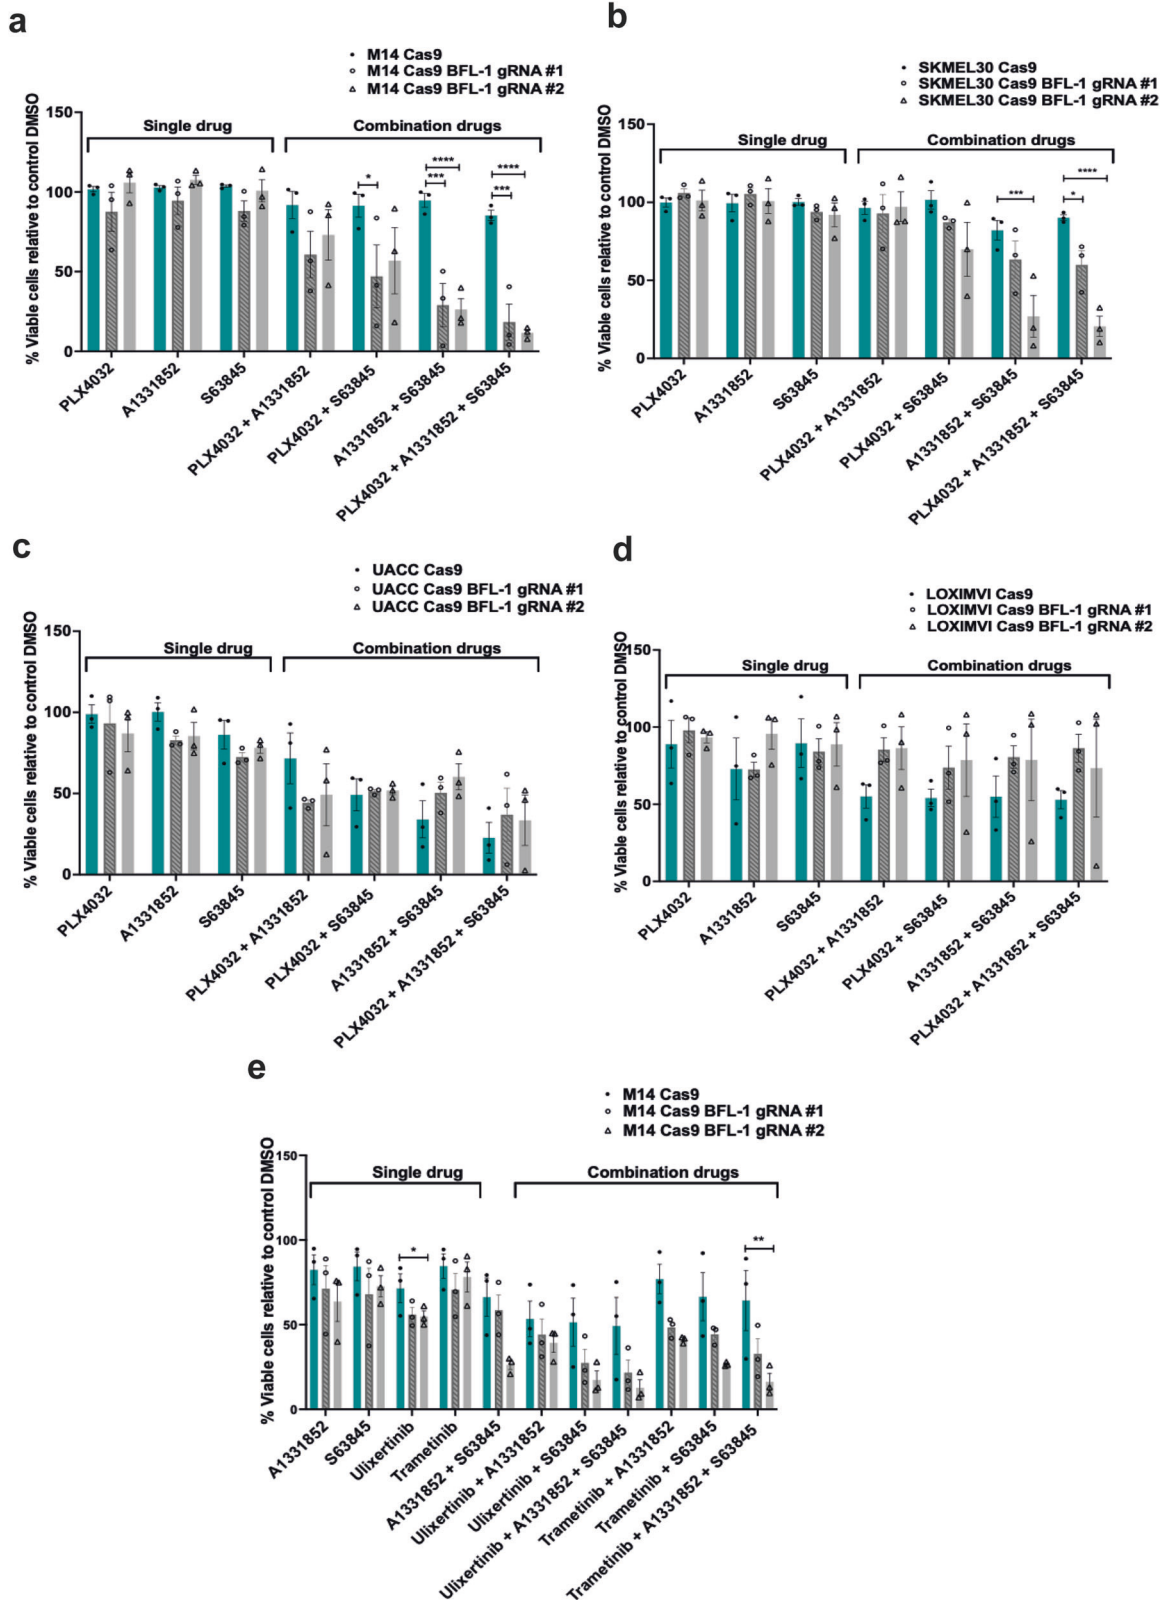 a
M14 Cas9
M14 Cas9 BFL-1 gRNA #1
M14 Cas9 BFL-1 gRNA #2
% Viable cells relative to control DMSO
150
100
50
0
Single drug
Combination drugs
*
***
****
***
****
PLX4032
A1331852
S63845
PLX4032 + A1331852
PLX4032 + S63845
A1331852 + S63845
PLX4032 + A1331852 + S63845
b
SKMEL30 Cas9
SKMEL30 Cas9 BFL-1 gRNA #1
SKMEL30 Cas9 BFL-1 gRNA #2
% Viable cells relative to control DMSO
150
100
50
0
Single drug
Combination drugs
***
****
*
PLX4032
A1331852
S63845
PLX4032 + A1331852
PLX4032 + S63845
A1331852 + S63845
PLX4032 + A1331852 + S63845
c
UACC Cas9
UACC Cas9 BFL-1 gRNA #1
UACC Cas9 BFL-1 gRNA #2
% Viable cells relative to control DMSO
150
100
50
0
Single drug
Combination drugs
PLX4032
A1331852
S63845
PLX4032 + A1331852
PLX4032 + S63845
A1331852 + S63845
PLX4032 + A1331852 + S63845
d
LOXIMVI Cas9
LOXIMVI Cas9 BFL-1 gRNA #1
LOXIMVI Cas9 BFL-1 gRNA #2
% Viable cells relative to control DMSO
150
100
50
0
Single drug
Combination drugs
PLX4032
A1331852
S63845
PLX4032 + A1331852
PLX4032 + S63845
A1331852 + S63845
PLX4032 + A1331852 + S63845
e
M14 Cas9
M14 Cas9 BFL-1 gRNA #1
M14 Cas9 BFL-1 gRNA #2
% Viable cells relative to control DMSO
150
100
50
0
Single drug
Combination drugs
*
**
A1331852
S63845
Ulixertinib
Trametinib
A1331852 + S63845
Ulixertinib + A1331852
Ulixertinib + S63845
Ulixertinib + A1331852 + S63845
Trametinib + A1331852
Trametinib + S63845
Trametinib + A1331852 + S63845